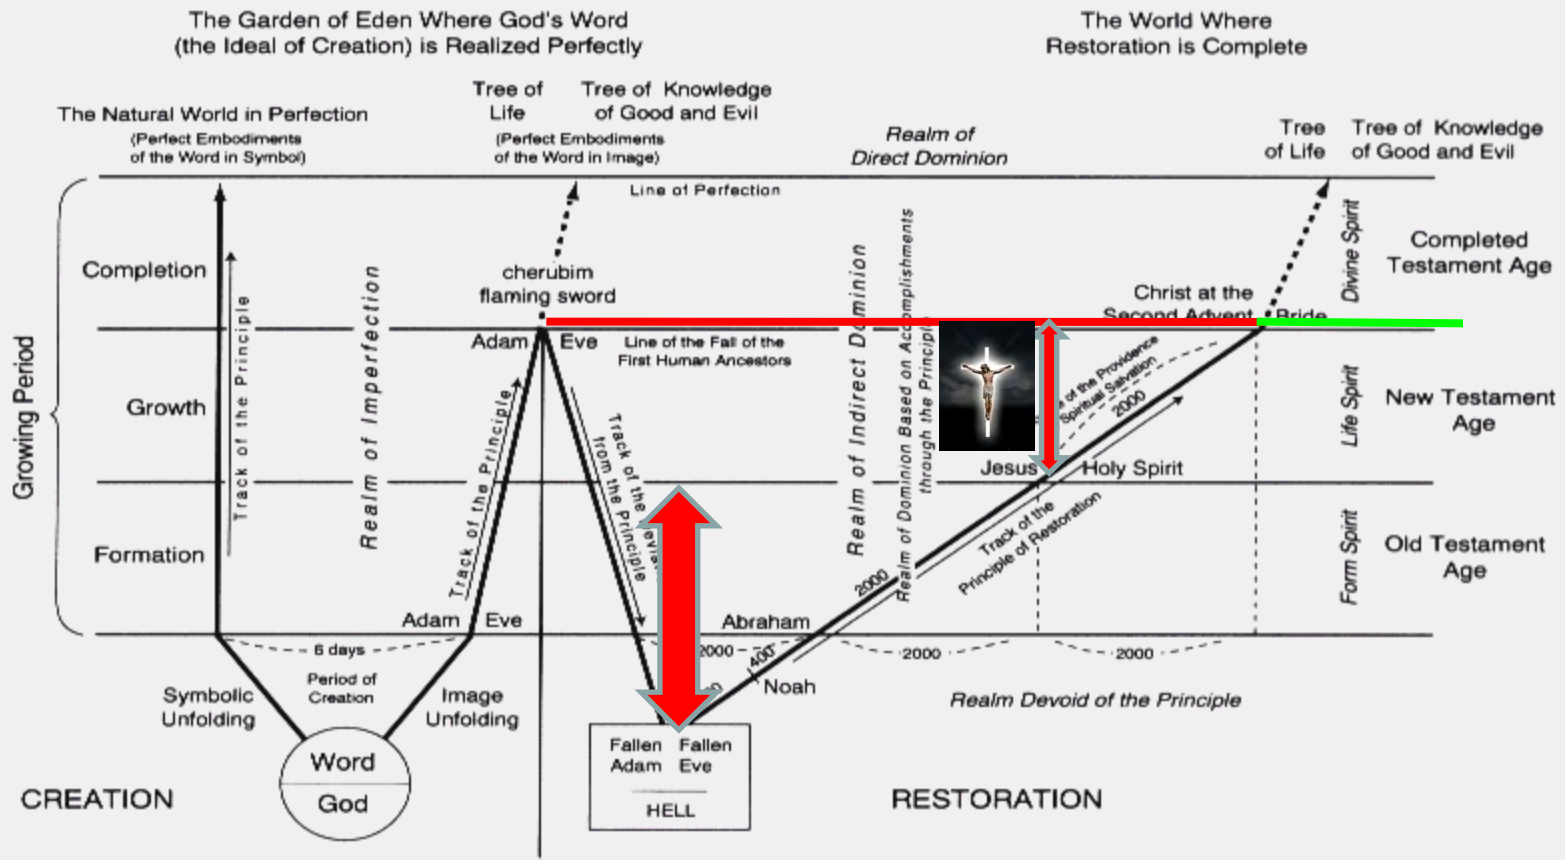 The Garden of Eden Where God's Word
(the Ideal of Creation) is Realized Perfectly
The World Where
Restoration is Complete
The Natural World in Perfection
(Perfect Embodiments
of the Word in Symbol)
Tree of
Life
Tree of Knowledge
of Good and Evil
(Perfect Embodiments
of the Word in Image)
Realm of
Direct Dominion
Tree
of Life
Tree of Knowledge
of Good and Evil
Line of Perfection
Growing Period
Completion
Growth
Formation
Track of the Principle
Realm of Imperfection
cherubim
flaming sword
Adam
Eve
Line of the Fall of the
First Human Ancestors
Track of the Principle
Track of the
from the Principle
Realm of Indirect Dominion
Realm of Dominion Based on Accomplishments
through the Principle
Christ at the
Second Advent
Bride
of the Providence
Spiritual Salvation
2000
Jesus
Holy Spirit
Track of the
Principle of Restoration
2000
Divine Spirit
Life Spirit
Form Spirit
Completed
Testament Age
New Testament
Age
Old Testament
Age
Adam
Eve
Abraham
6 days
2000
400
2000
2000
Noah
Period of
Creation
Symbolic
Unfolding
Image
Unfolding
Realm Devoid of the Principle
Word
God
Fallen Fallen
Adam Eve
HELL
CREATION
RESTORATION